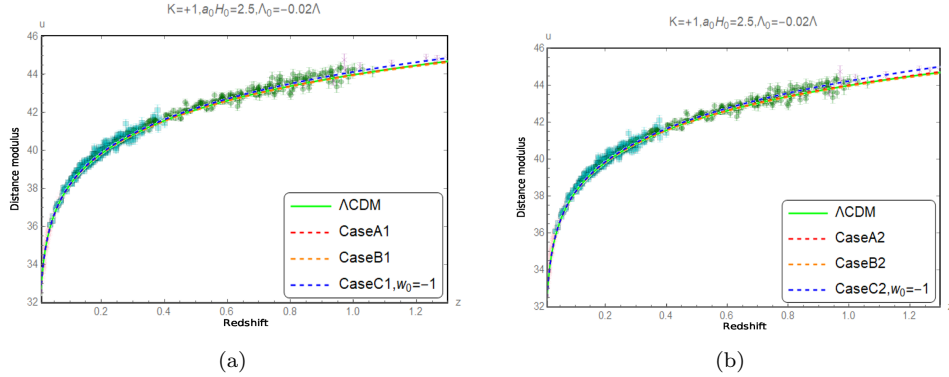 K=+1,a₀H₀=2.5,Λ₀=−0.02Λ
u
46
44
42
40
38
36
34
32
Distance modulus
0.2 0.4 0.6 0.8 1.0 1.2
z
Redshift
ΛCDM
CaseA1
CaseB1
CaseC1,w₀=−1
(a)
K=+1,a₀H₀=2.5,Λ₀=−0.02Λ
u
46
44
42
40
38
36
34
32
Distance modulus
0.2 0.4 0.6 0.8 1.0 1.2
z
Redshift
ΛCDM
CaseA2
CaseB2
CaseC2,w₀=−1
(b)